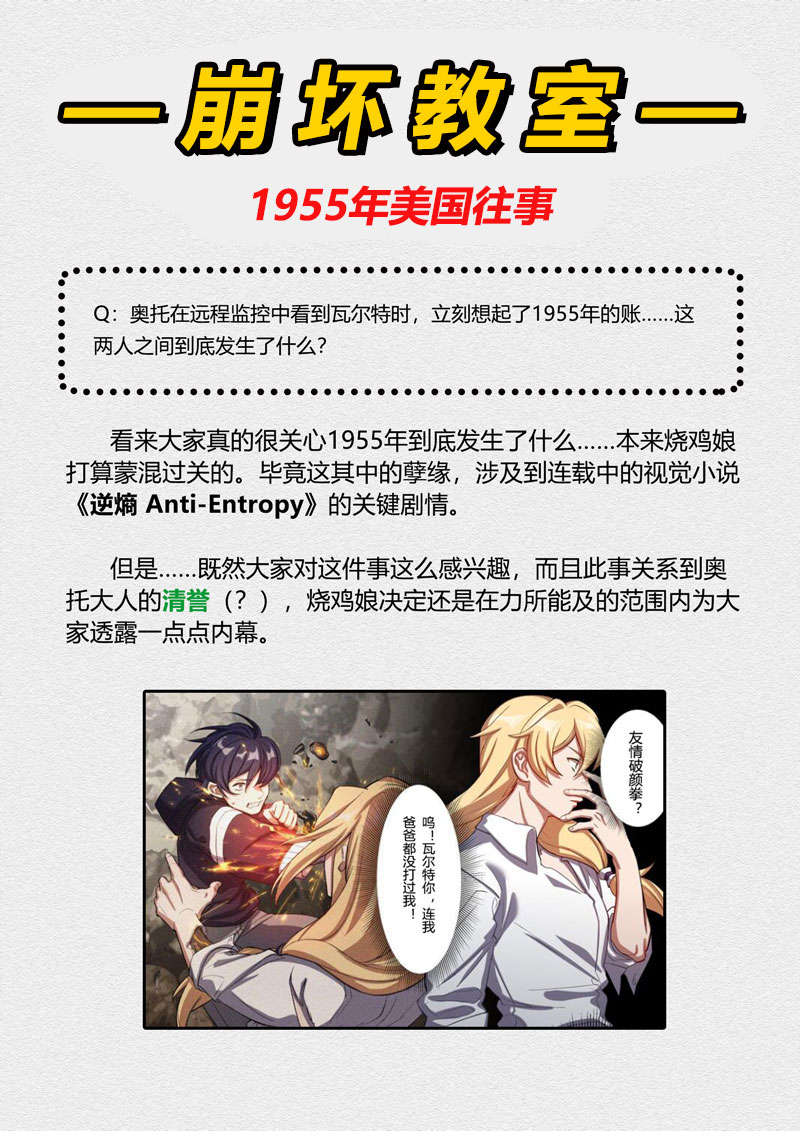 —崩坏教室—
1955年美国往事
Q：奥托在远程监控中看到瓦尔特时，立刻想起了1955年的账......这
两人之间到底发生了什么？
看来大家真的很关心1955年到底发生了什么......本来烧鸡娘
打算蒙混过关的。毕竟这其中的孽缘，涉及到连载中的视觉小说
《逆熵 Anti-Entropy》的关键剧情。
但是......既然大家对这件事这么感兴趣，而且此事关系到奥
托大人的清誉（？），烧鸡娘决定还是在力所能及的范围内为大
家透露一点点内幕。
友情破颜拳？
呜！瓦尔特你，连我
爸爸都没打过我！